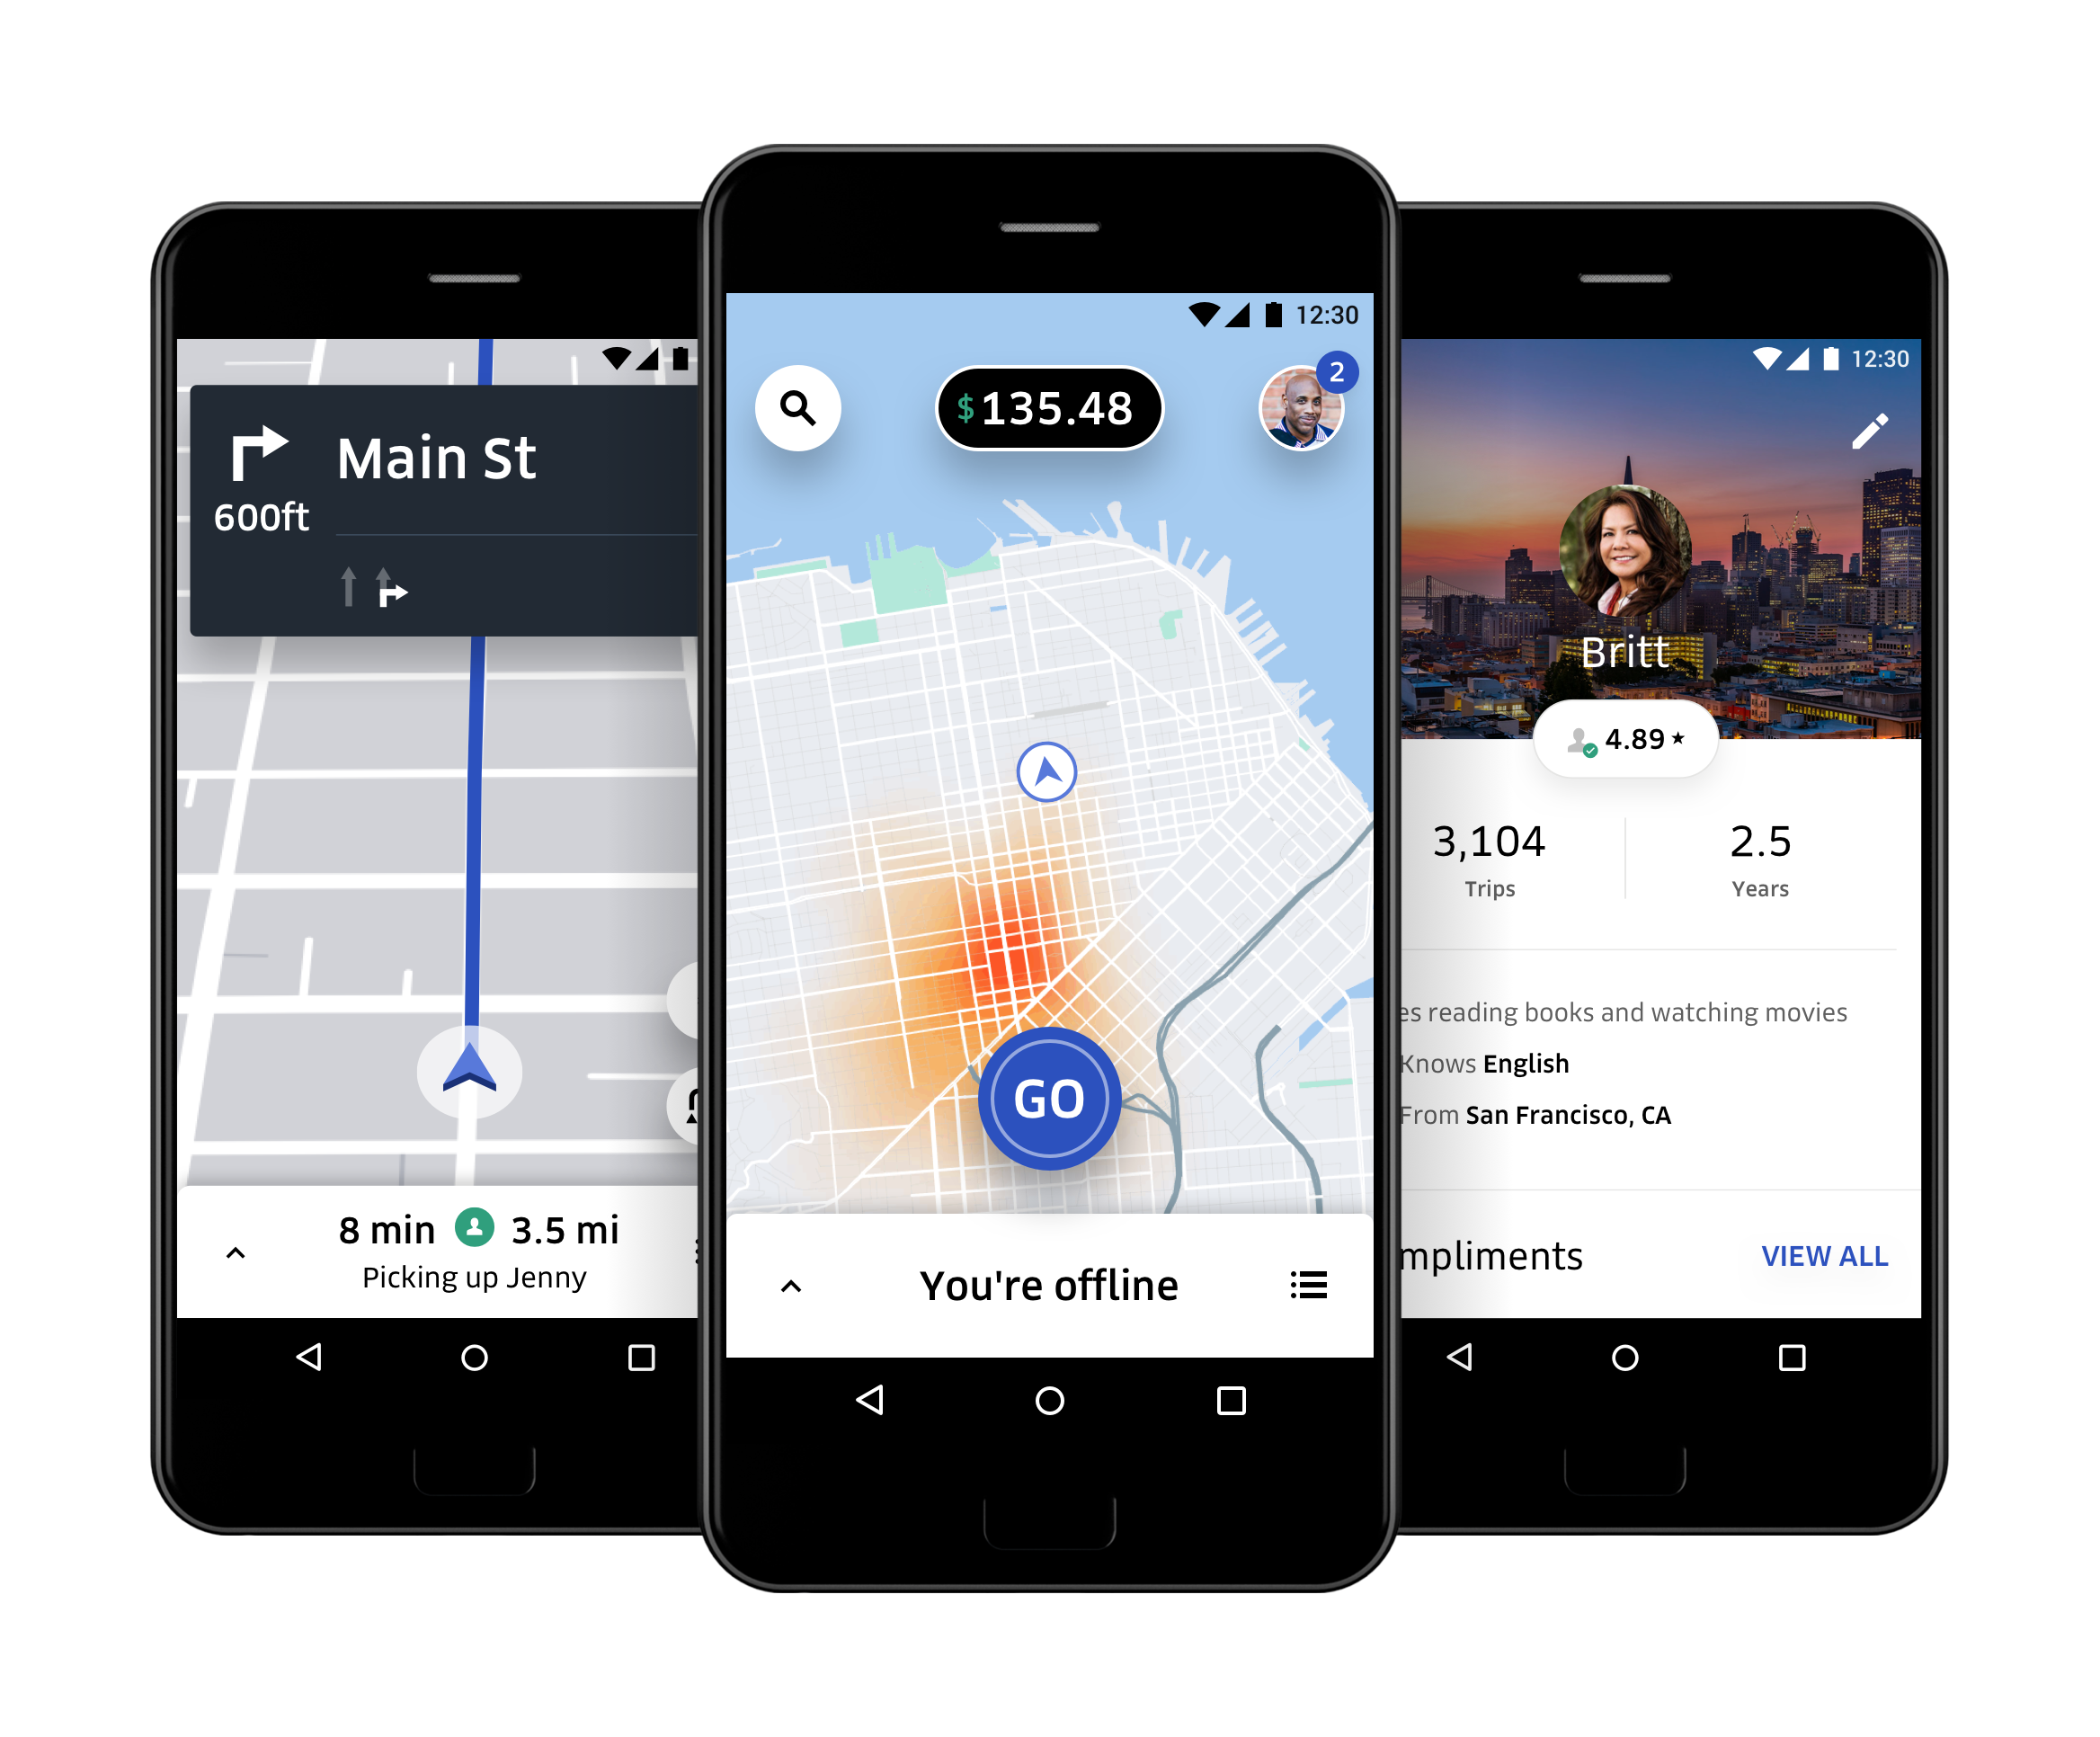 Main St
600ft
8 min 3.5 mi
Picking up Jenny
12:30
$135.48
2
GO
You're offline
12:30
Britt
4.89 ★
3,104
Trips
2.5
Years
reading books and watching movies
Knows English
From San Francisco, CA
VIEW ALL